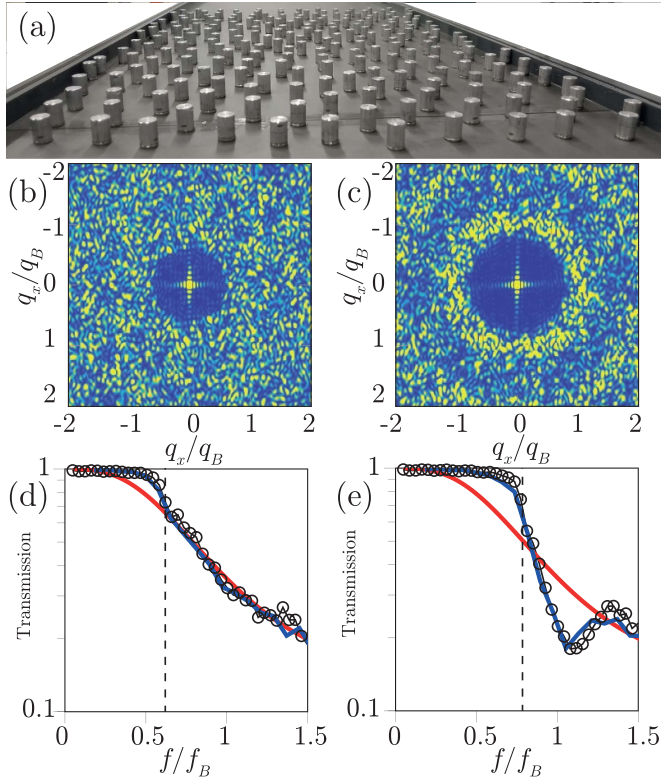 (a)
(b)
(c)
-2
-1
0
1
2
q_x/q_B
-2
-1
0
1
2
q_x/q_B
-2
-1
0
1
2
q_x/q_B
-2
-1
0
1
2
q_x/q_B
(d)
(e)
1
0.1
Transmission
0
0.5
1
1.5
f/f_B
1
0.1
Transmission
0
0.5
1
1.5
f/f_B